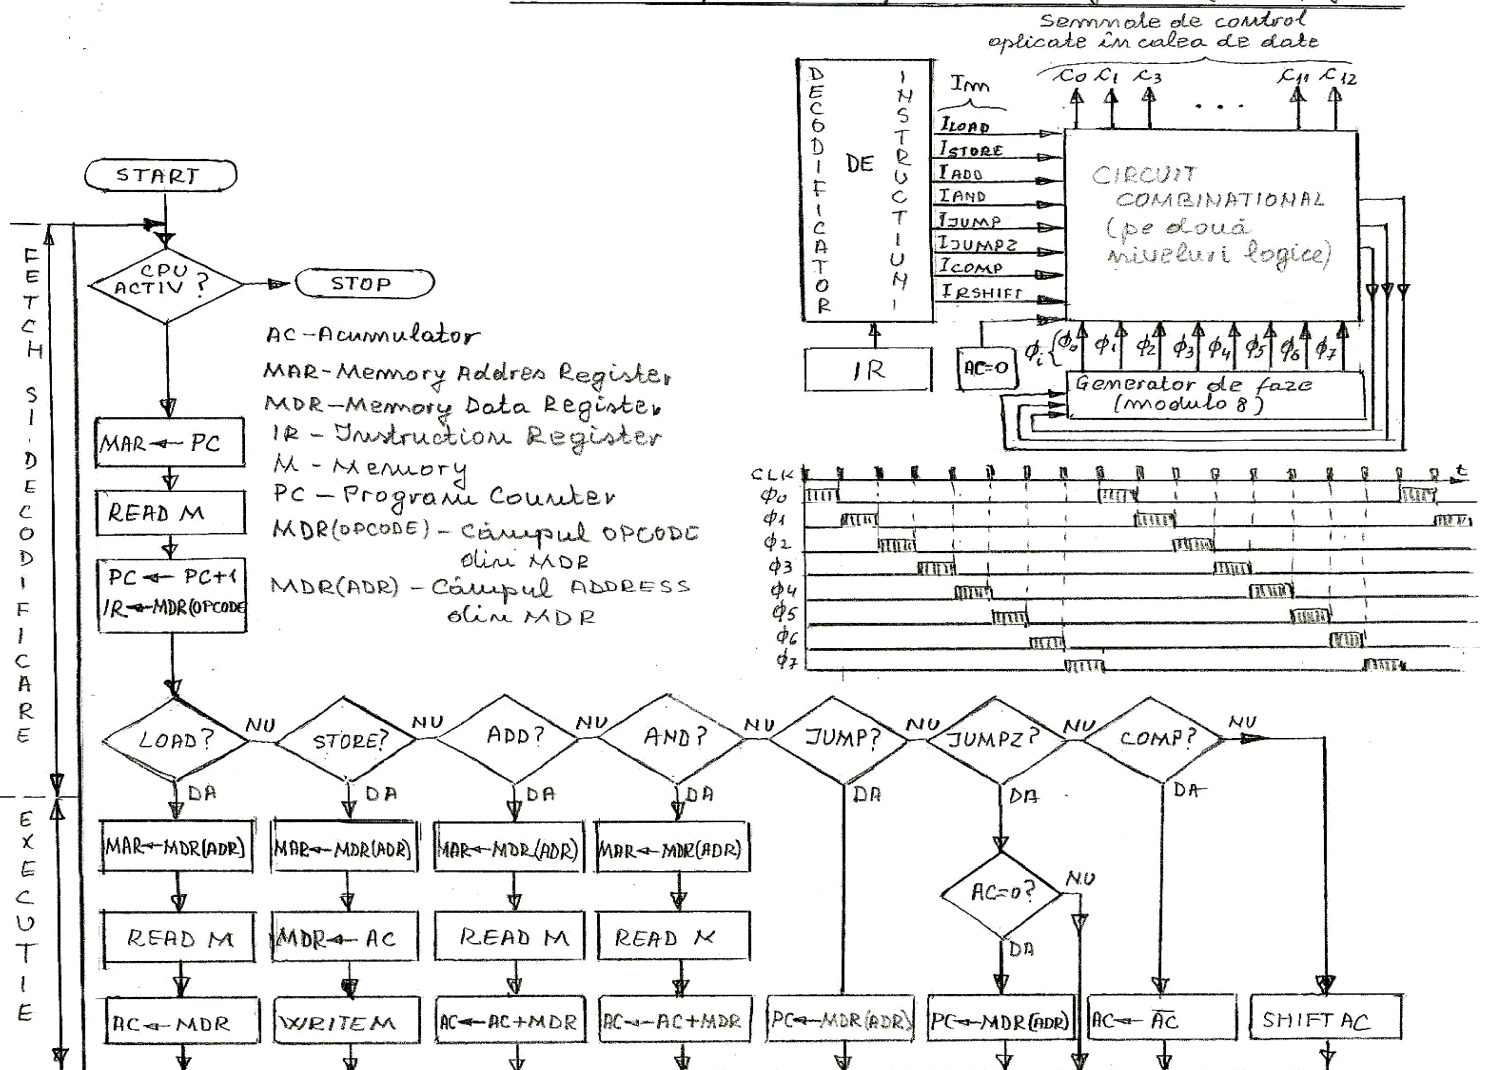 Semnale de control
aplicate în calea de date
C0 C1 C3 ... C11 C12
DECODIFICATOR
DE
INSTRUCTIUNI
Im
ILOAD
ISTORE
IADD
IAND
IJUMP
IJUMPZ
ICOMP
IRSHIFT
CIRCUIT
COMBINATIONAL
(pe două
niveluri logice)
IR
AC=0
ϕi { ϕ0 ϕ1 ϕ2 ϕ3 ϕ4 ϕ5 ϕ6 ϕ7
Generator de faze
(modulo 8)
CLK
t
ϕ0
ϕ1
ϕ2
ϕ3
ϕ4
ϕ5
ϕ6
ϕ7
START
CPU
ACTIV ?
STOP
FETCH SI DECODIFICARE
AC-Acumulator
MAR-Memory Addres Register
MDR-Memory Data Register
IR - Instruction Register
M - Memory
PC - Program Counter
MDR(OPCODE) - Câmpul OPCODE
din MDR
MDR(ADR) - Câmpul ADDRESS
din MDR
MAR ← PC
READ M
PC ← PC+1
IR←MDR(OPCODE
LOAD? NU STORE? NU ADD? NU AND? NU JUMP? NU JUMPZ? NU COMP? NU
DA DA DA DA DA DA DA
EXECUTIE
MAR←MDR(ADR) MAR←MDR(ADR) MAR←MDR(ADR) MAR←MDR(ADR)
AC=0? NU
DA
READ M MDR← AC READ M READ M
AC← MDR WRITE M AC← AC+MDR AC← AC+MDR PC←MDR(ADR) PC←MDR(ADR) AC← A̅C̅ SHIFT AC